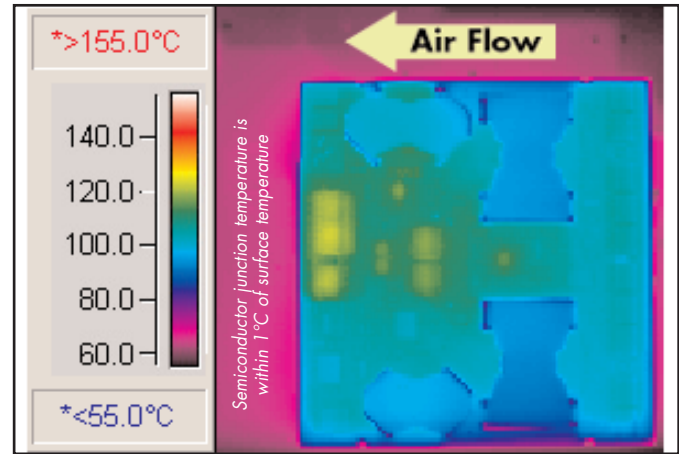 *>155.0°C
140.0
120.0
100.0
80.0
60.0
*<55.0°C
Air Flow
Semiconductor junction temperature is
within 1°C of surface temperature